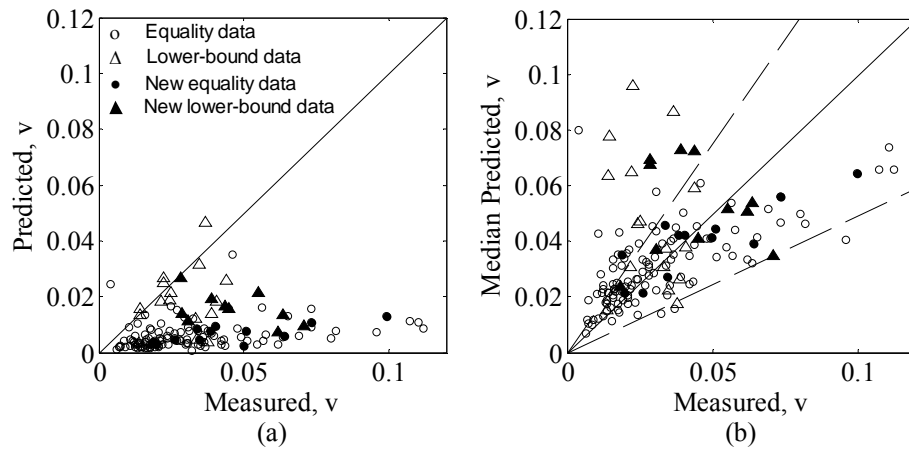 0.12
0.1
0.08
0.06
0.04
0.02
0
Predicted, v
Equality data
Lower-bound data
New equality data
New lower-bound data
0
0.05
0.1
Measured, v
(a)
0.12
0.1
0.08
0.06
0.04
0.02
0
Median Predicted, v
0
0.05
0.1
Measured, v
(b)